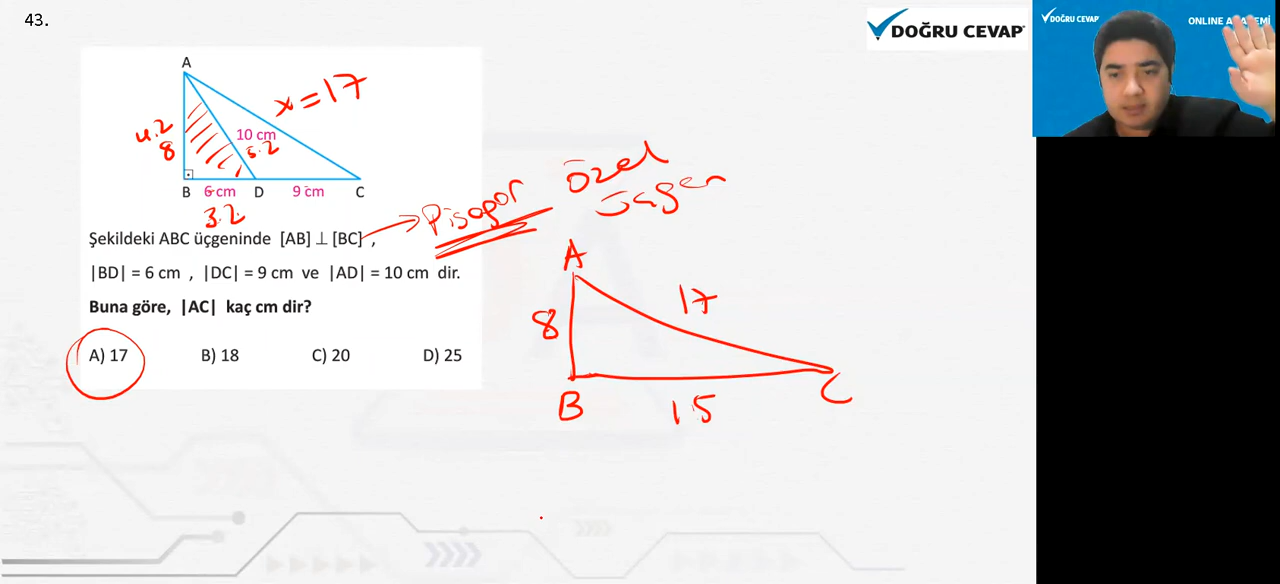 43.
DOĞRU CEVAP
DOĞRU CEVAP
ONLINE AKADEMİ
A
x=17
4.2
8
10 cm
5.2
B 6 cm D 9 cm C
3.2
Pisagor
özel
üçgen
Şekildeki ABC üçgeninde [AB] ⊥ [BC] ,
|BD| = 6 cm , |DC| = 9 cm ve |AD| = 10 cm dir.
Buna göre, |AC| kaç cm dir?
A) 17 B) 18 C) 20 D) 25
A
17
8
B
15
C